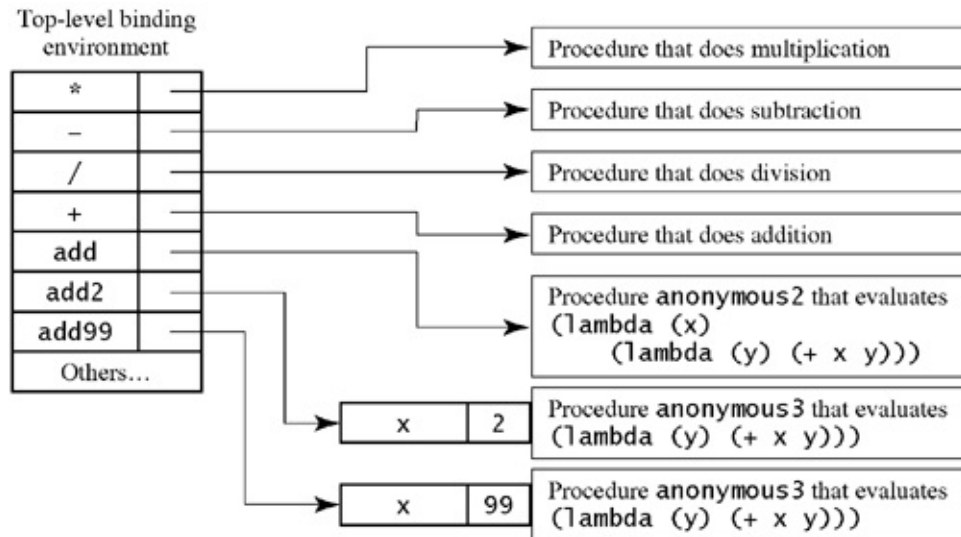 Top-level binding
environment
*
Procedure that does multiplication
–
Procedure that does subtraction
/
Procedure that does division
+
Procedure that does addition
add
Procedure anonymous2 that evaluates
(lambda (x)
(lambda (y) (+ x y)))
add2
add99
Others…
x 2
Procedure anonymous3 that evaluates
(lambda (y) (+ x y)))
x 99
Procedure anonymous3 that evaluates
(lambda (y) (+ x y)))